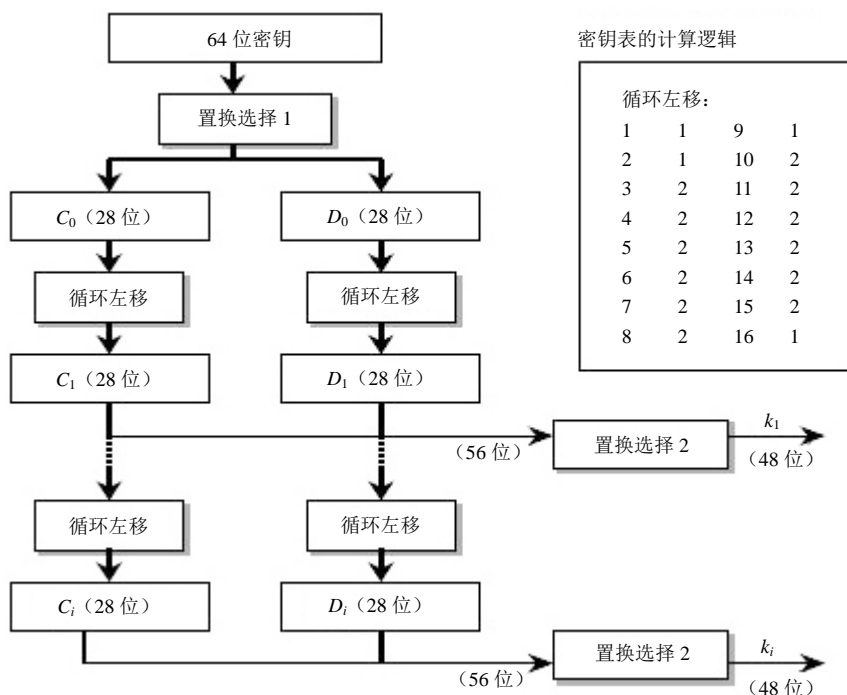 64 位密钥
密钥表的计算逻辑
置换选择 1
循环左移：
1 1 9 1
2 1 10 2
3 2 11 2
4 2 12 2
5 2 13 2
6 2 14 2
7 2 15 2
8 2 16 1
C0（28 位） D0（28 位）
循环左移 循环左移
C1（28 位） D1（28 位）
（56 位） 置换选择 2 k1
（48 位）
循环左移 循环左移
Ci（28 位） Di（28 位）
（56 位） 置换选择 2 ki
（48 位）